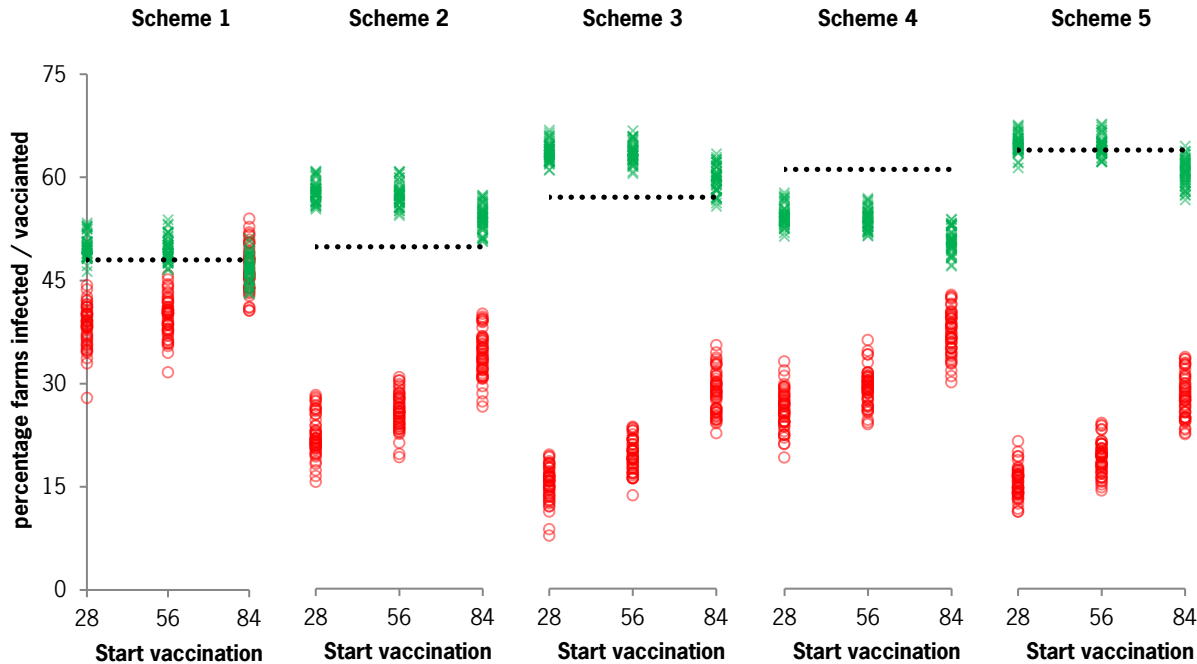 Scheme 1 Scheme 2 Scheme 3 Scheme 4 Scheme 5
percentage farms infected / vaccianted
75
60
45
30
15
0
28 56 84 28 56 84 28 56 84 28 56 84 28 56 84
Start vaccination Start vaccination Start vaccination Start vaccination Start vaccination